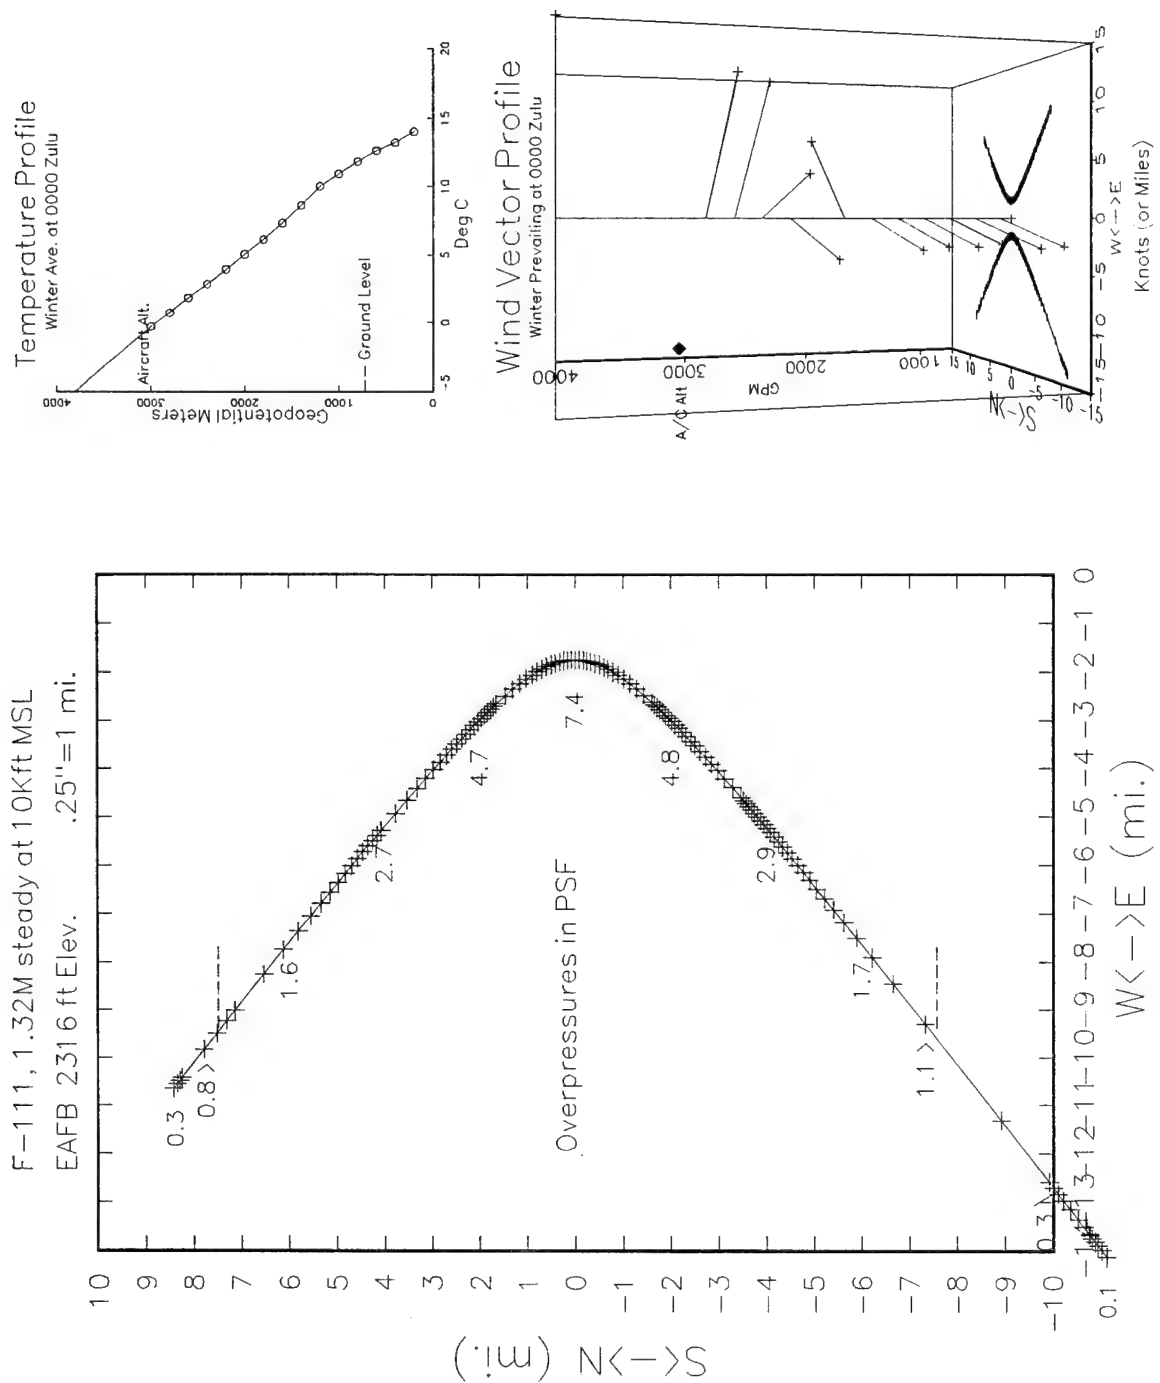 F-111, 1.32M steady at 10Kft MSL
EAFB 2316 ft Elev. .25"=1 mi.
10
9
8
7
6
5
4
3
2
1
0
-1
-2
-3
-4
-5
-6
-7
-8
-9
-10
S<->N (mi.)
0.3
0.8>
1.6
2.7
4.7
7.4
4.8
2.9
1.7
1.1>
0.3
0.1
Overpressures in PSF
-13-12-11-10-9-8-7-6-5-4-3-2-1 0
W<->E (mi.)
Temperature Profile
Winter Ave. at 0000 Zulu
4000
3000
2000
1000
0
Geopotential Meters
Aircraft Alt.
Ground Level
-5 0 5 10 15 20
Deg C
Wind Vector Profile
Winter Prevailing at 0000 Zulu
4000
3000
2000
1000
GPM
A/C Alt
15
10
5
0
-5
-10
-15
S<->N
-15 -10 -5 0 5 10 15
W<->E
Knots (or Miles)